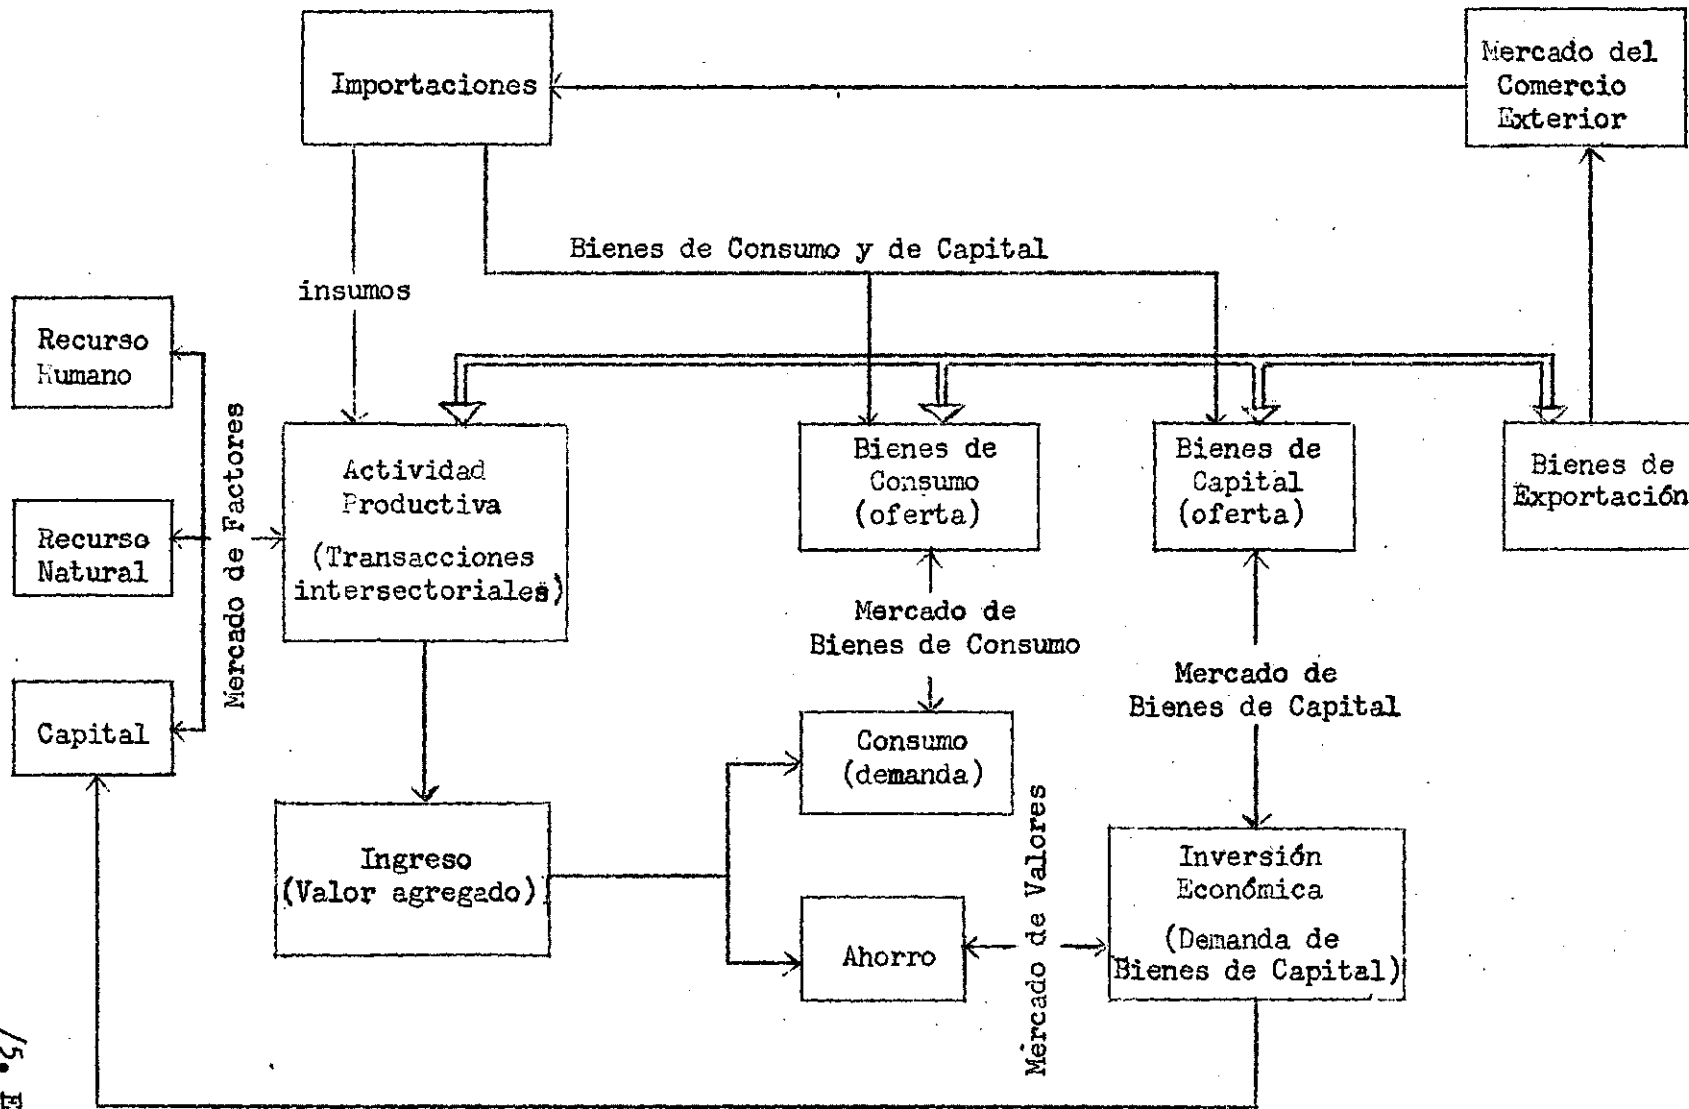 Importaciones
Mercado del
Comercio
Exterior
Bienes de Consumo y de Capital
insumos
Recurso
Humano
Mercado de Factores
Actividad
Productiva
(Transacciones
intersectoriales)
Bienes de
Consumo
(oferta)
Bienes de
Capital
(oferta)
Bienes de
Exportación
Recurso
Natural
Mercado de
Bienes de Consumo
Mercado de
Bienes de Capital
Capital
Consumo
(demanda)
Ingreso
(Valor agregado)
Mercado de Valores
Inversión
Económica
(Demanda de
Bienes de Capital)
Ahorro
/5. E